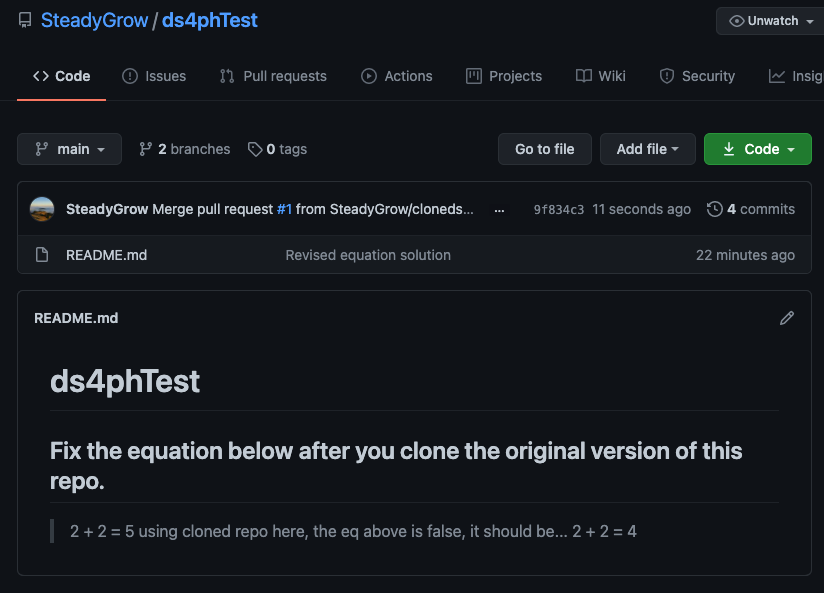 SteadyGrow / ds4phTest
Unwatch
Code Issues Pull requests Actions Projects Wiki Security Insig
main 2 branches 0 tags Go to file Add file Code
SteadyGrow Merge pull request #1 from SteadyGrow/cloneds... ... 9f834c3 11 seconds ago 4 commits
README.md Revised equation solution 22 minutes ago
README.md
ds4phTest
Fix the equation below after you clone the original version of this
repo.
2 + 2 = 5 using cloned repo here, the eq above is false, it should be... 2 + 2 = 4